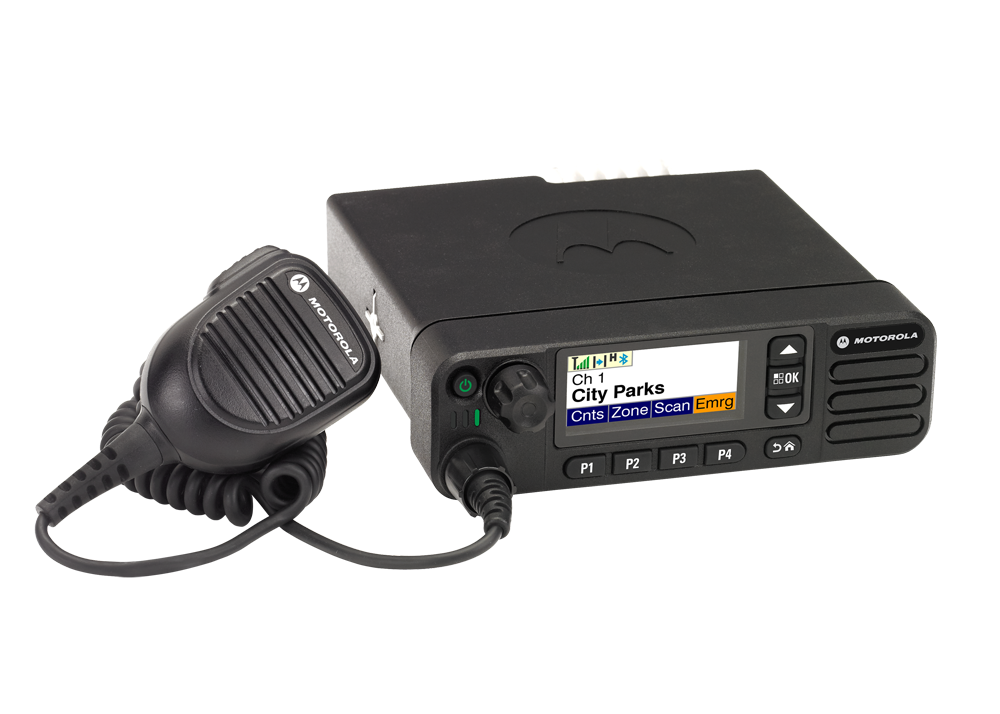 MOTOROLA
MOTOROLA
H
Ch 1
City Parks
Cnts Zone Scan Emrg
OK
P1 P2 P3 P4